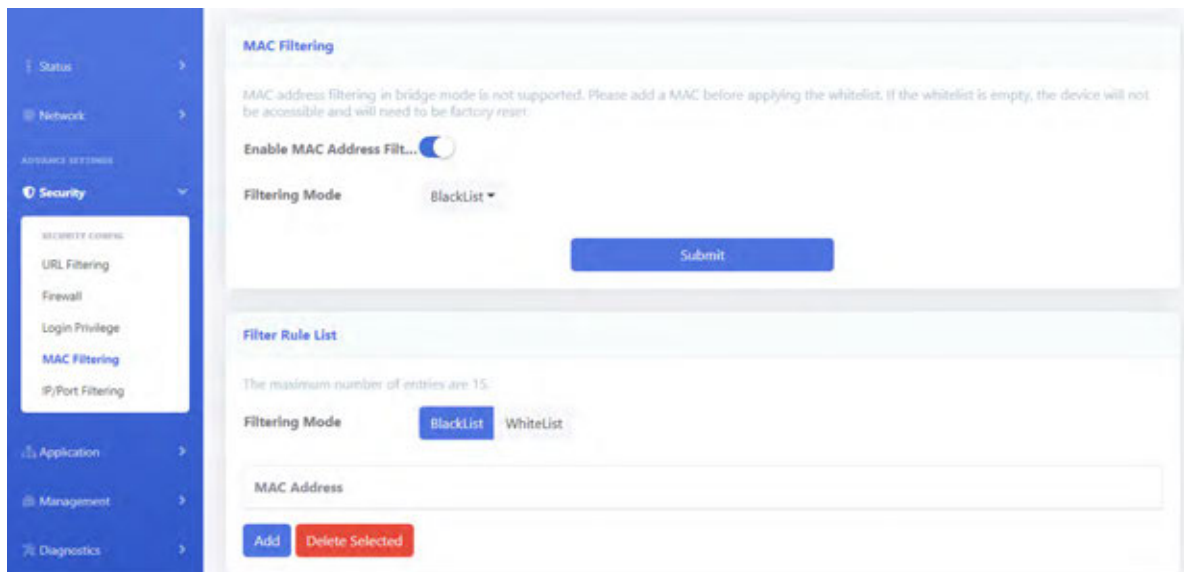 Status
Network
ADVANCE SETTINGS
Security
SECURITY CONFIG
URL Filtering
Firewall
Login Privilege
MAC Filtering
IP/Port Filtering
Application
Management
Diagnostics
MAC Filtering
MAC address filtering in bridge mode is not supported. Please add a MAC before applying the whitelist. If the whitelist is empty, the device will not
be accessible and will need to be factory reset.
Enable MAC Address Filt...
Filtering Mode BlackList
Submit
Filter Rule List
The maximum number of entries are 15.
Filtering Mode BlackList WhiteList
MAC Address
Add Delete Selected